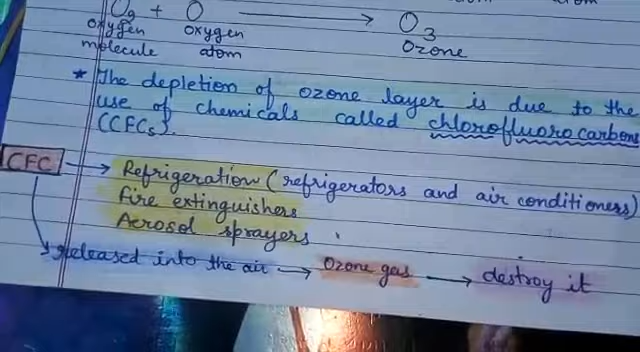 O2 + O → O3
oxygen oxygen Ozone
molecule atom
* The depletion of ozone layer is due to the
use of chemicals called chlorofluorocarbons
(CFCs).
CFC → Refrigeration (refrigerators and air conditioners)
Fire extinguishers
Aerosol sprayers
released into the air → Ozone gas → destroy it